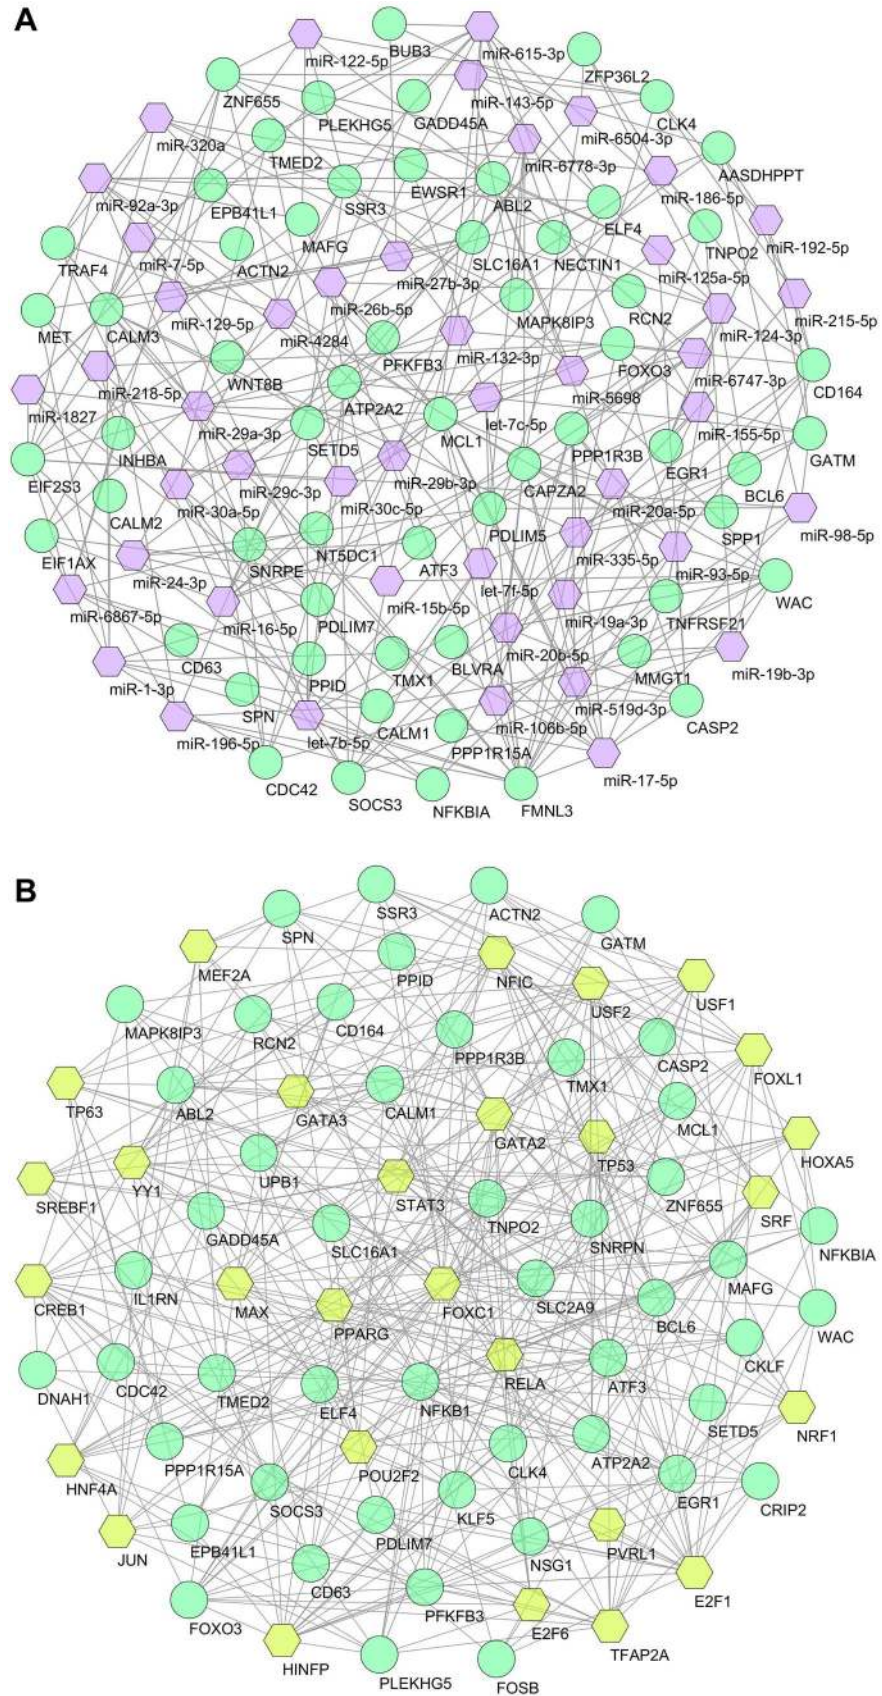 A
BUB3
miR-615-3p
miR-122-5p
ZFP36L2
ZNF655
PLEKHG5
GADD45A
miR-143-5p
CLK4
miR-6504-3p
miR-320a
TMED2
miR-6778-3p
AASDHPPT
EWSR1
ABL2
miR-186-5p
miR-92a-3p
EPB41L1
SSR3
ELF4
MAFG
TNPO2
miR-192-5p
TRAF4
miR-7-5p
ACTN2
SLC16A1
NECTIN1
miR-27b-3p
miR-125a-5p
miR-26b-5p
MET
CALM3
miR-129-5p
miR-4284
MAPK8IP3
RCN2
miR-124-3p
miR-215-5p
PFKFB3
miR-132-3p
FOXO3
miR-6747-3p
WNT8B
miR-218-5p
miR-5698
CD164
miR-1827
ATP2A2
miR-29a-3p
SETD5
MCL1
let-7c-5p
miR-155-5p
PPP1R3B
EGR1
GATM
INHBA
EIF2S3
miR-29c-3p
miR-29b-3p
CAPZA2
BCL6
miR-30a-5p
miR-30c-5p
miR-20a-5p
CALM2
PDLIM5
SPP1
miR-98-5p
EIF1AX
NT5DC1
SNRPE
ATF3
miR-335-5p
miR-93-5p
miR-24-3p
let-7f-5p
WAC
miR-6867-5p
miR-16-5p
miR-15b-5p
miR-19a-3p
TNFRSF21
PDLIM7
CD63
PPID
TMX1
BLVRA
miR-20b-5p
MMGT1
miR-19b-3p
miR-1-3p
SPN
CALM1
miR-519d-3p
CASP2
miR-196-5p
let-7b-5p
miR-106b-5p
PPP1R15A
CDC42
SOCS3
NFKBIA
FMNL3
miR-17-5p
B
SSR3
ACTN2
SPN
GATM
MEF2A
PPID
NFIC
USF2
USF1
MAPK8IP3
RCN2
CD164
PPP1R3B
CASP2
TMX1
FOXL1
TP63
ABL2
GATA3
CALM1
MCL1
GATA2
TP53
HOXA5
SREBF1
YY1
UPB1
STAT3
TNPO2
ZNF655
SRF
GADD45A
SLC16A1
SNRPN
NFKBIA
CREB1
IL1RN
MAX
PPARG
FOXC1
SLC2A9
MAFG
BCL6
WAC
CKLF
DNAH1
CDC42
TMED2
ELF4
NFKB1
RELA
ATF3
SETD5
NRF1
HNF4A
PPP1R15A
POU2F2
CLK4
ATP2A2
SOCS3
KLF5
EGR1
CRIP2
JUN
EPB41L1
PDLIM7
NSG1
PVRL1
CD63
PFKFB3
E2F1
FOXO3
E2F6
HINFP
PLEKHG5
FOSB
TFAP2A